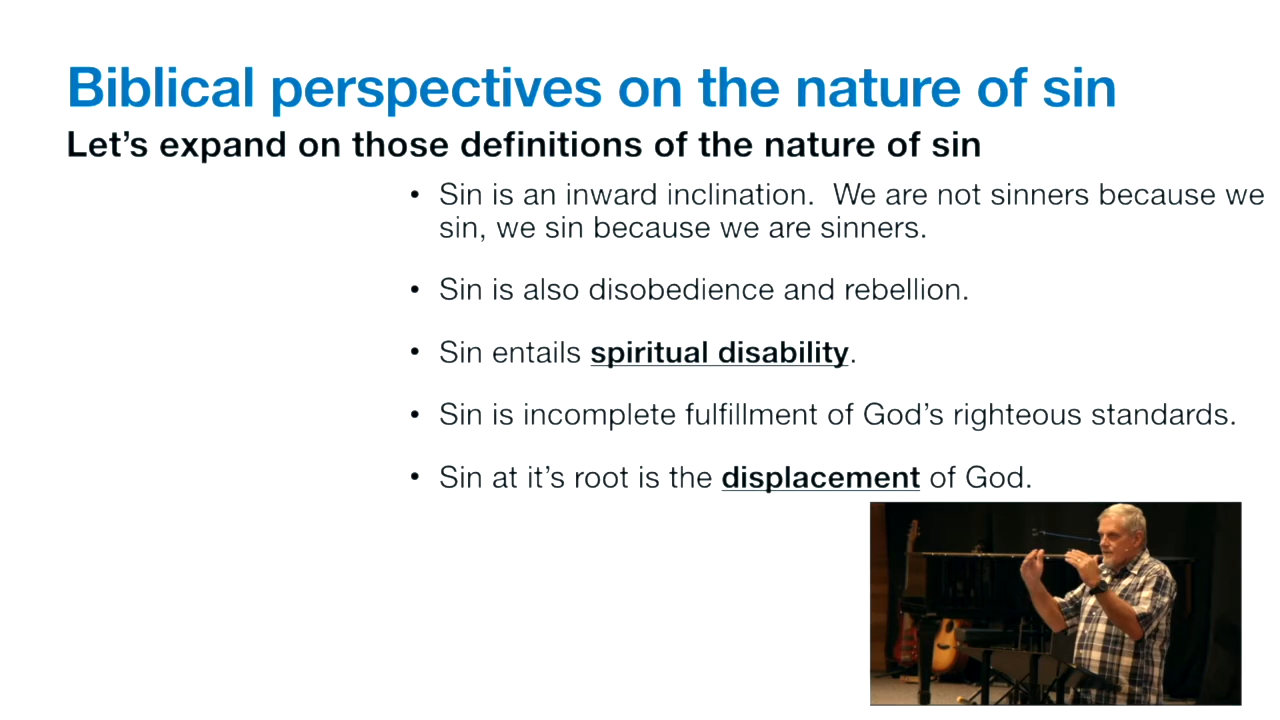 Biblical perspectives on the nature of sin
Let’s expand on those definitions of the nature of sin
• Sin is an inward inclination.  We are not sinners because we
sin, we sin because we are sinners.
• Sin is also disobedience and rebellion.
• Sin entails spiritual disability.
• Sin is incomplete fulfillment of God’s righteous standards.
• Sin at it’s root is the displacement of God.